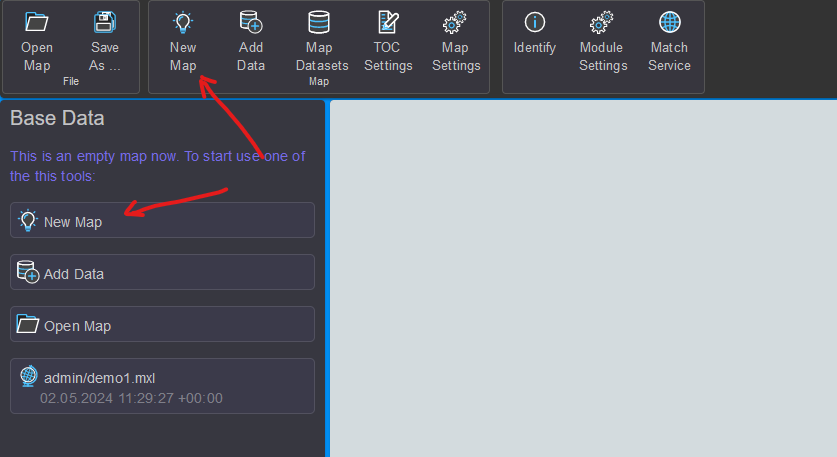 Open Map
Save As ...
File
New Map
Add Data
Map Datasets
TOC Settings
Map Settings
Map
Identify
Module Settings
Match Service
Base Data
This is an empty map now. To start use one of
the this tools:
New Map
Add Data
Open Map
admin/demo1.mxl
02.05.2024 11:29:27 +00:00